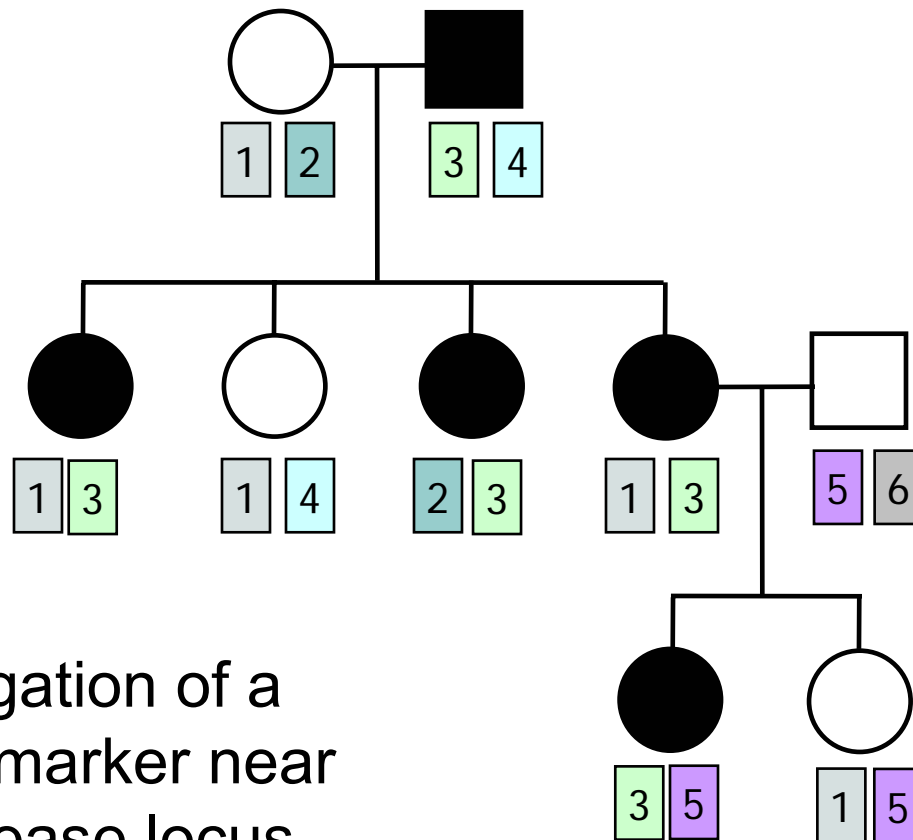 1 2 3 4
1 3 1 4 2 3 1 3 5 6
gation of a
marker near
ease locus
3 5 1 5